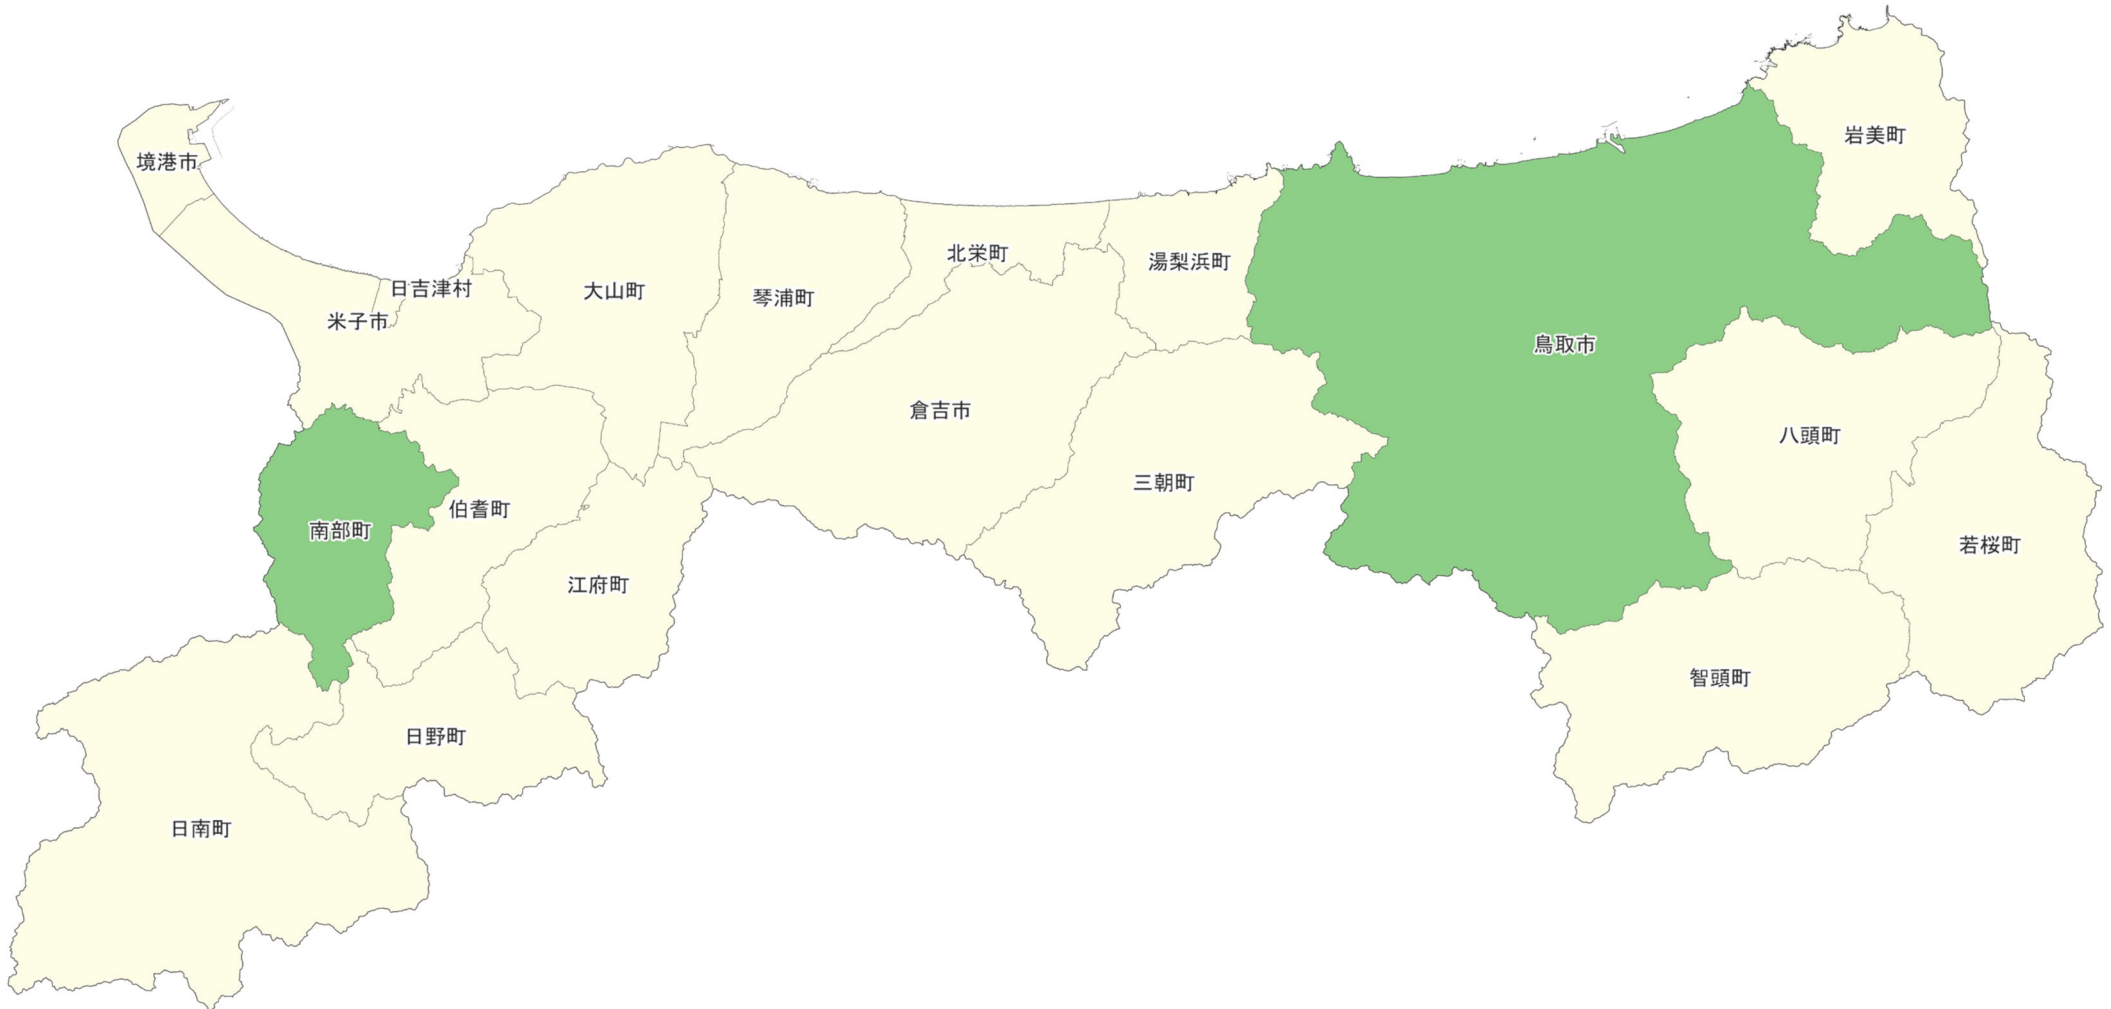 岩美町
境港市
北栄町
湯梨浜町
日吉津村
大山町
琴浦町
米子市
鳥取市
倉吉市
八頭町
三朝町
伯耆町
南部町
若桜町
江府町
智頭町
日野町
日南町